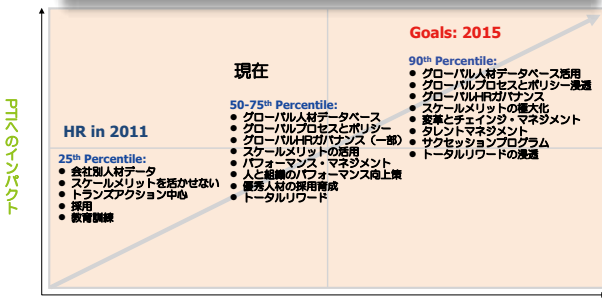 Goals: 2015
現在
90th Percentile:
● グローバル人材データベース活用
● グローバルプロセスとポリシー浸透
● グローバルHRガバナンス
● スケールメリットの極大化
● 変革とチェインジ・マネジメント
● タレントマネジメント
● サクセッションプログラム
● トータルリワードの浸透
50-75th Percentile:
● グローバル人材データベース
● グローバルプロセスとポリシー
● グローバルHRガバナンス（一部）
● スケールメリットの活用
● パフォーマンス・マネジメント
● 人と組織のパフォーマンス向上策
● 優秀人材の採用育成
● トータルリワード
HR in 2011
25th Percentile:
● 会社別人材データ
● スケールメリットを活かせない
● トランズアクション中心
● 採用
● 教育訓練
P/Lへのインパクト